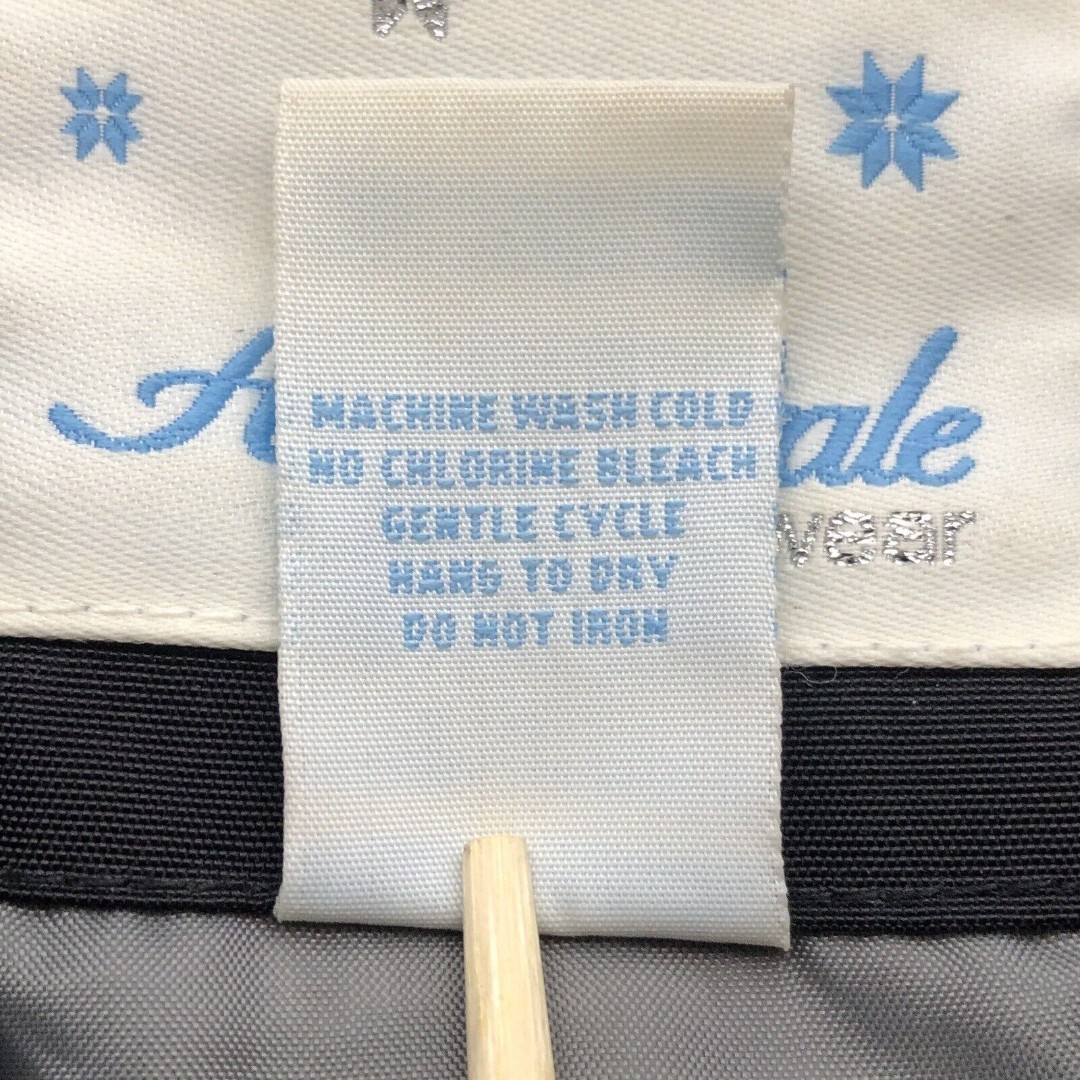 MACHINE WASH COLD
NO CHLORINE BLEACH
GENTLE CYCLE
HANG TO DRY
DO NOT IRON